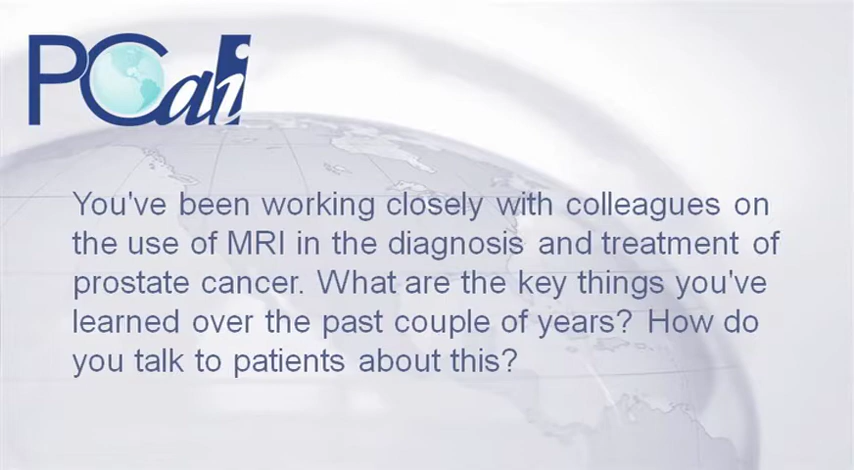 PCaI
You've been working closely with colleagues on
the use of MRI in the diagnosis and treatment of
prostate cancer. What are the key things you've
learned over the past couple of years? How do
you talk to patients about this?